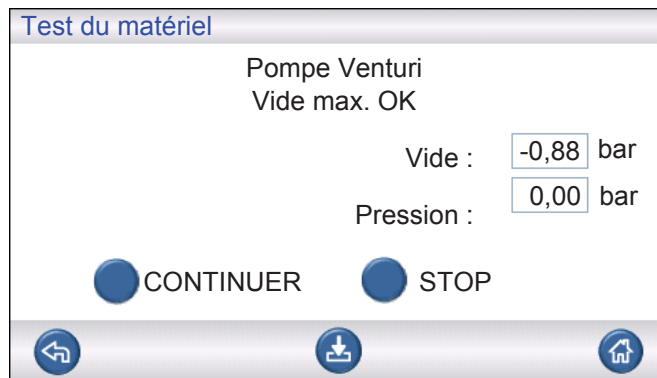 Test du matériel
Pompe Venturi
Vide max. OK
Vide : -0,88 bar
Pression : 0,00 bar
CONTINUER STOP